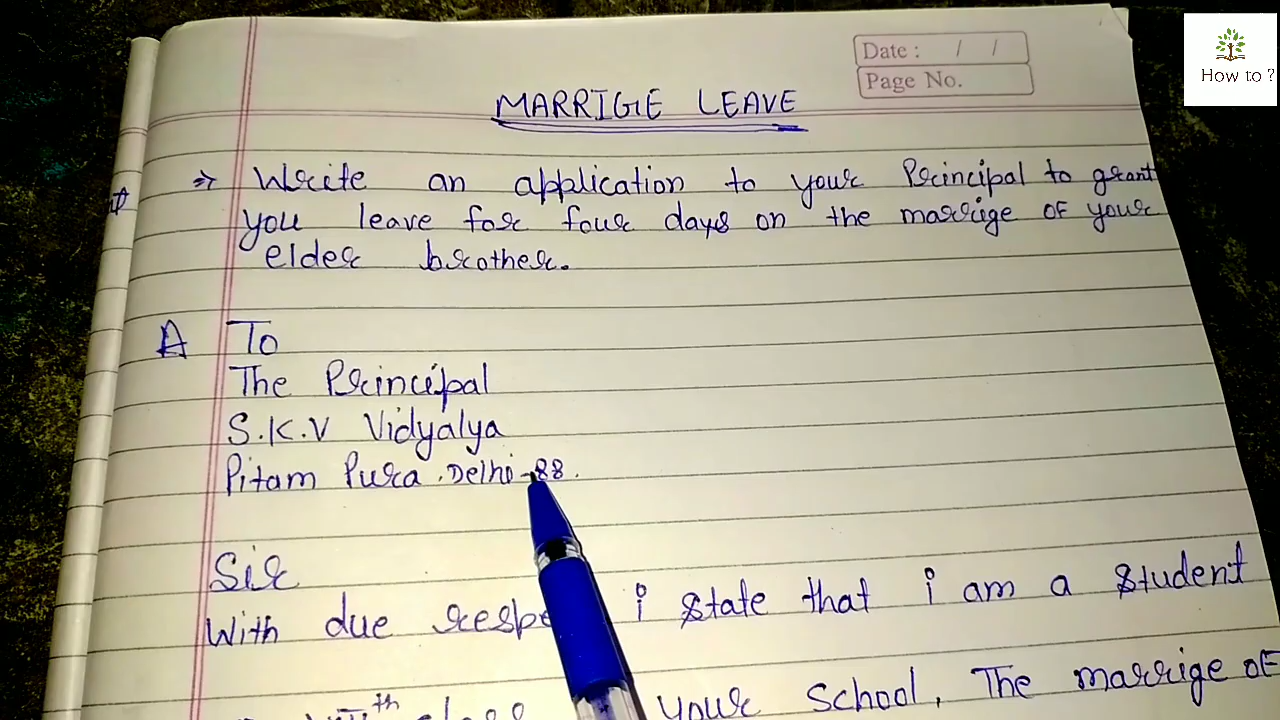 Date :    /    /
Page No.
How to ?
MARRIGE LEAVE
⇒ Write an application to your Principal to grant
you leave for four days on the marrige of your
elder brother.
A To
The Principal
S.K.V Vidyalya
Pitam Pura . Delhi-88.
Sir
With due i state that i am a student
th your School, The marrige of